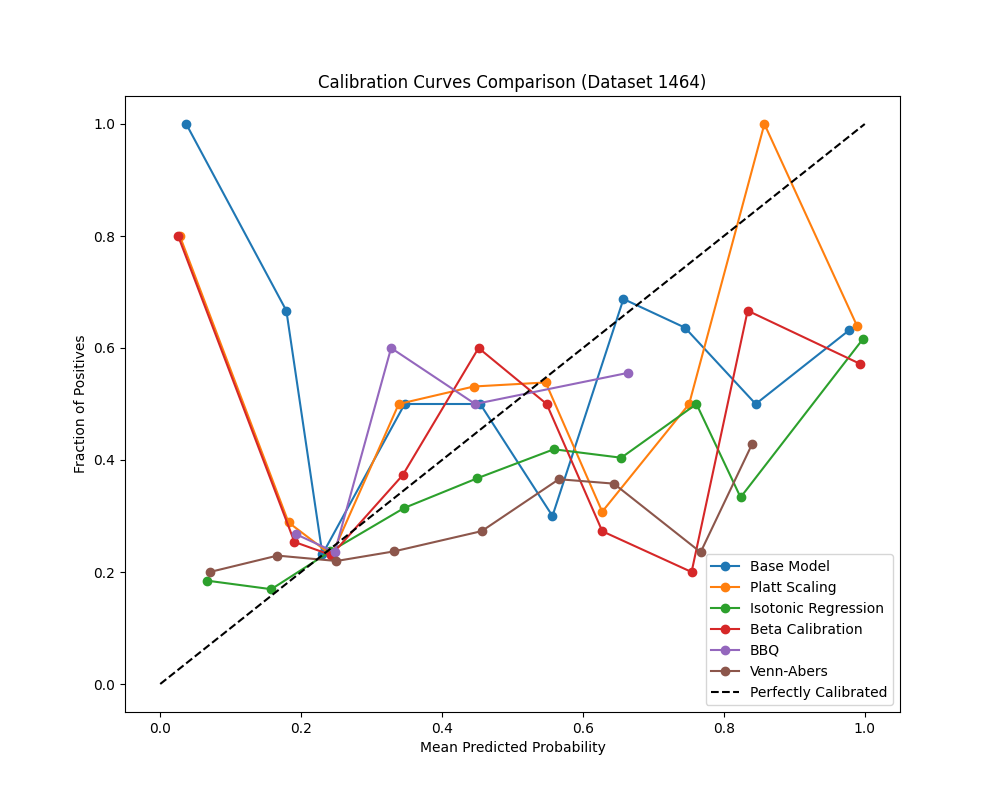 Calibration Curves Comparison (Dataset 1464)
Fraction of Positives
1.0
0.8
0.6
0.4
0.2
0.0
Base Model
Platt Scaling
Isotonic Regression
Beta Calibration
BBQ
Venn-Abers
Perfectly Calibrated
0.0 0.2 0.4 0.6 0.8 1.0
Mean Predicted Probability